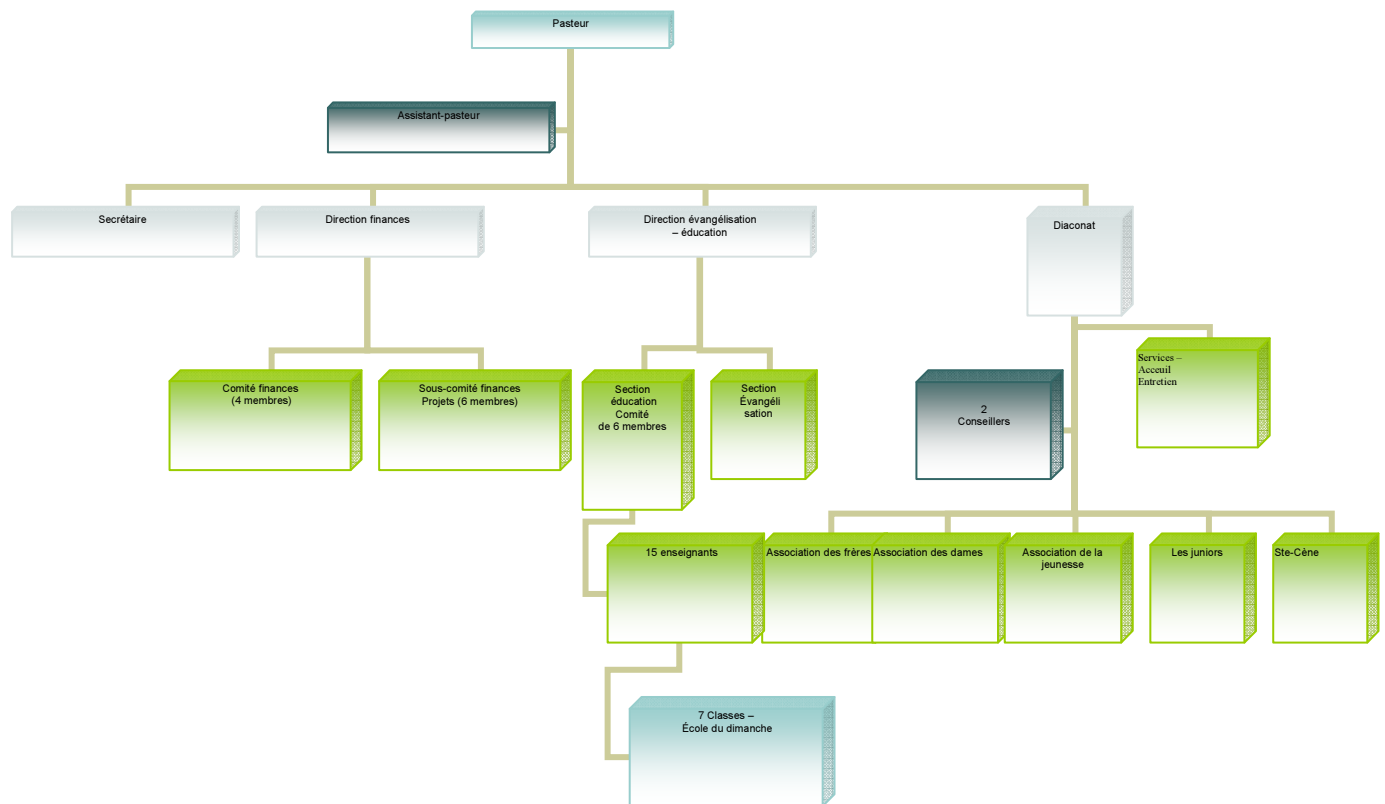 Pasteur
Assistant-pasteur
Secrétaire
Direction finances
Direction évangélisation
– éducation
Diaconat
Services –
Acceuil
Entretien
Comité finances
(4 membres)
Sous-comité finances
Projets (6 membres)
Section
éducation
Comité
de 6 membres
Section
Évangéli
sation
2
Conseillers
15 enseignants
Association des frères
Association des dames
Association de la
jeunesse
Les juniors
Ste-Cène
7 Classes –
École du dimanche